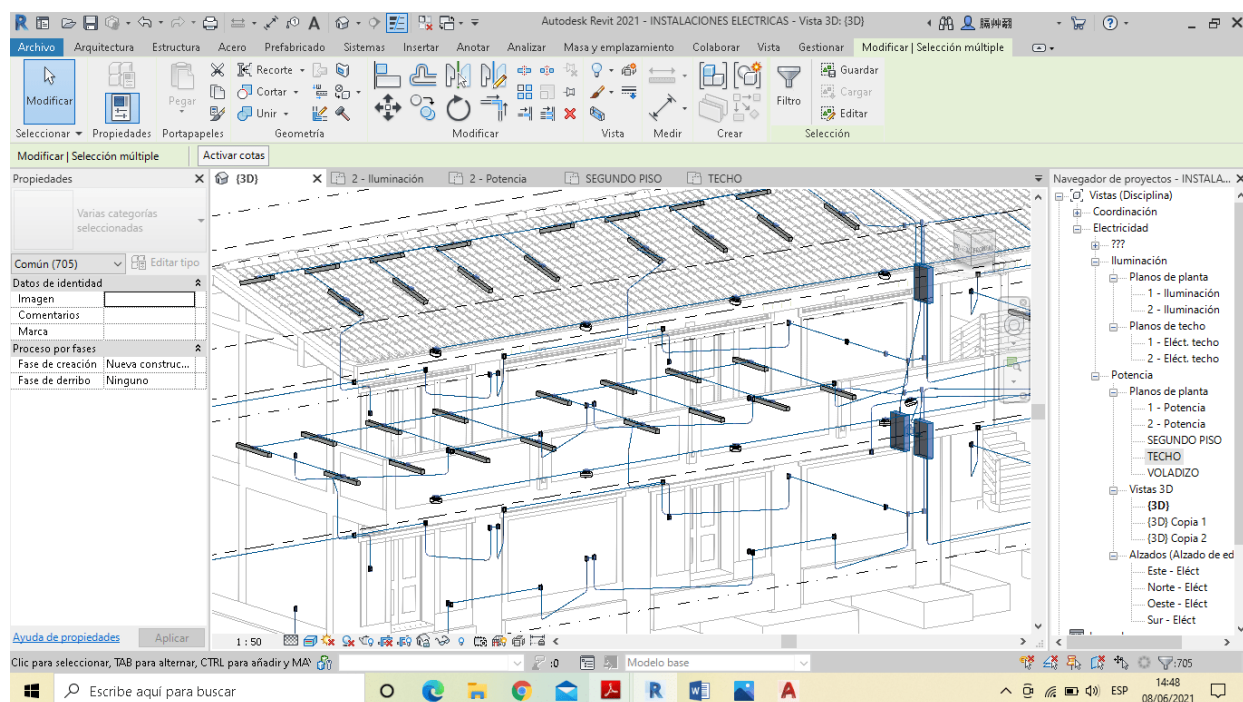 Autodesk Revit 2021 - INSTALACIONES ELECTRICAS - Vista 3D: {3D}
Archivo Arquitectura Estructura Acero Prefabricado Sistemas Insertar Anotar Analizar Masa y emplazamiento Colaborar Vista Gestionar Modificar | Selección múltiple
Modificar
Pegar
Recorte
Cortar
Unir
Filtro
Guardar
Cargar
Editar
Seleccionar Propiedades Portapapeles Geometría Modificar Vista Medir Crear Selección
Modificar | Selección múltiple Activar cotas
Propiedades
{3D} 2 - Iluminación 2 - Potencia SEGUNDO PISO TECHO
Navegador de proyectos - INSTALA...
Varias categorías
seleccionadas
Común (705) Editar tipo
Datos de identidad
Imagen
Comentarios
Marca
Proceso por fases
Fase de creación Nueva construc...
Fase de derribo Ninguno
Vistas (Disciplina)
Coordinación
Electricidad
???
Iluminación
Planos de planta
1 - Iluminación
2 - Iluminación
Planos de techo
1 - Eléct. techo
2 - Eléct. techo
Potencia
Planos de planta
1 - Potencia
2 - Potencia
SEGUNDO PISO
TECHO
VOLADIZO
Vistas 3D
{3D}
{3D} Copia 1
{3D} Copia 2
Alzados (Alzado de ed
Este - Eléct
Norte - Eléct
Oeste - Eléct
Sur - Eléct
Ayuda de propiedades Aplicar
1 : 50
Clic para seleccionar, TAB para alternar, CTRL para añadir y MAY :0 Modelo base :705
Escribe aquí para buscar
ESP
14:48
08/06/2021